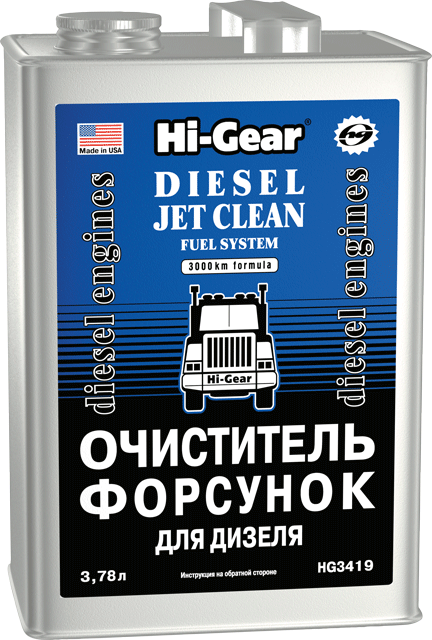 Made in USA
Hi-Gear®
hg
DIESEL
JET CLEAN
FUEL SYSTEM
3000km formula
diesel engines
diesel engines
Hi-Gear
ОЧИСТИТЕЛЬ
ФОРСУНОК
ДЛЯ ДИЗЕЛЯ
3,78л
Инструкция на обратной стороне
HG3419